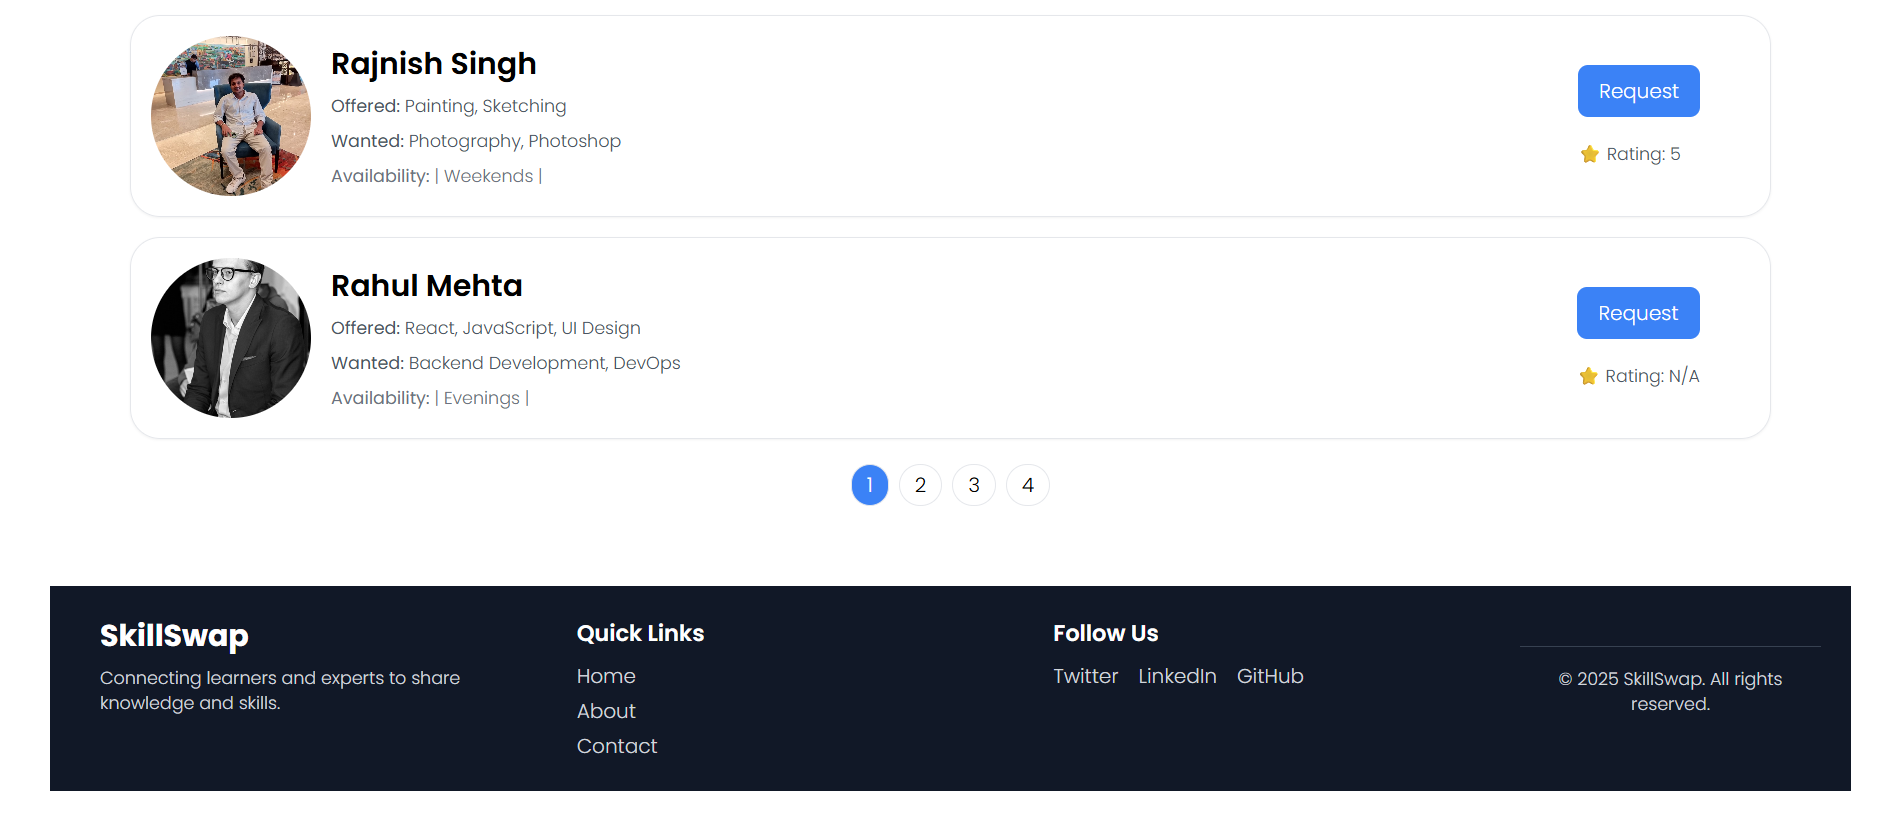 Rajnish Singh
Offered: Painting, Sketching
Wanted: Photography, Photoshop
Availability: | Weekends |
Request
Rating: 5
Rahul Mehta
Offered: React, JavaScript, UI Design
Wanted: Backend Development, DevOps
Availability: | Evenings |
Request
Rating: N/A
1 2 3 4
SkillSwap
Connecting learners and experts to share
knowledge and skills.
Quick Links
Home
About
Contact
Follow Us
Twitter LinkedIn GitHub
© 2025 SkillSwap. All rights
reserved.